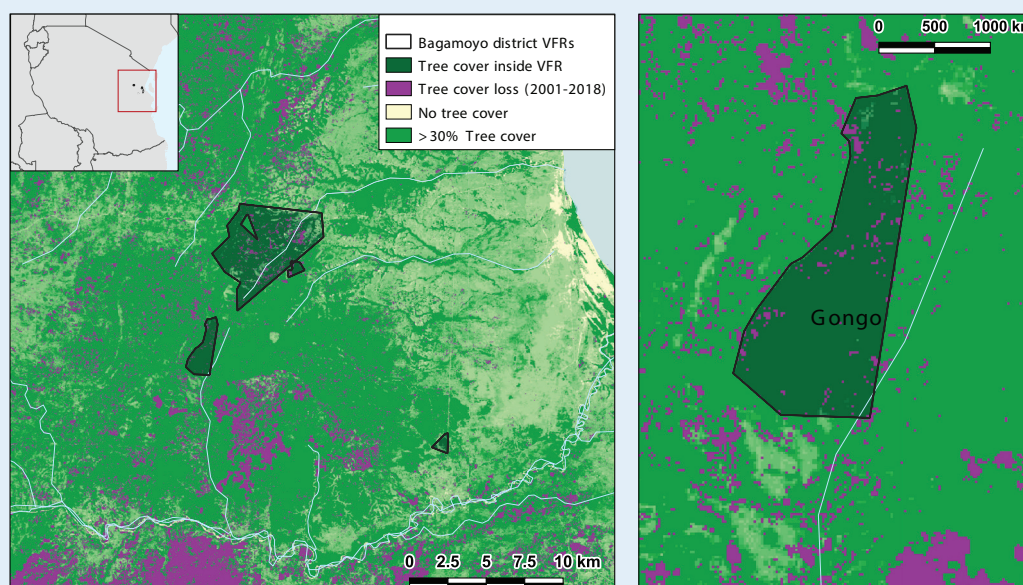 Bagamoyo district VFRs
Tree cover inside VFR
Tree cover loss (2001-2018)
No tree cover
>30% Tree cover
0 2.5 5 7.5 10 km
0 500 1000 km
Gongo